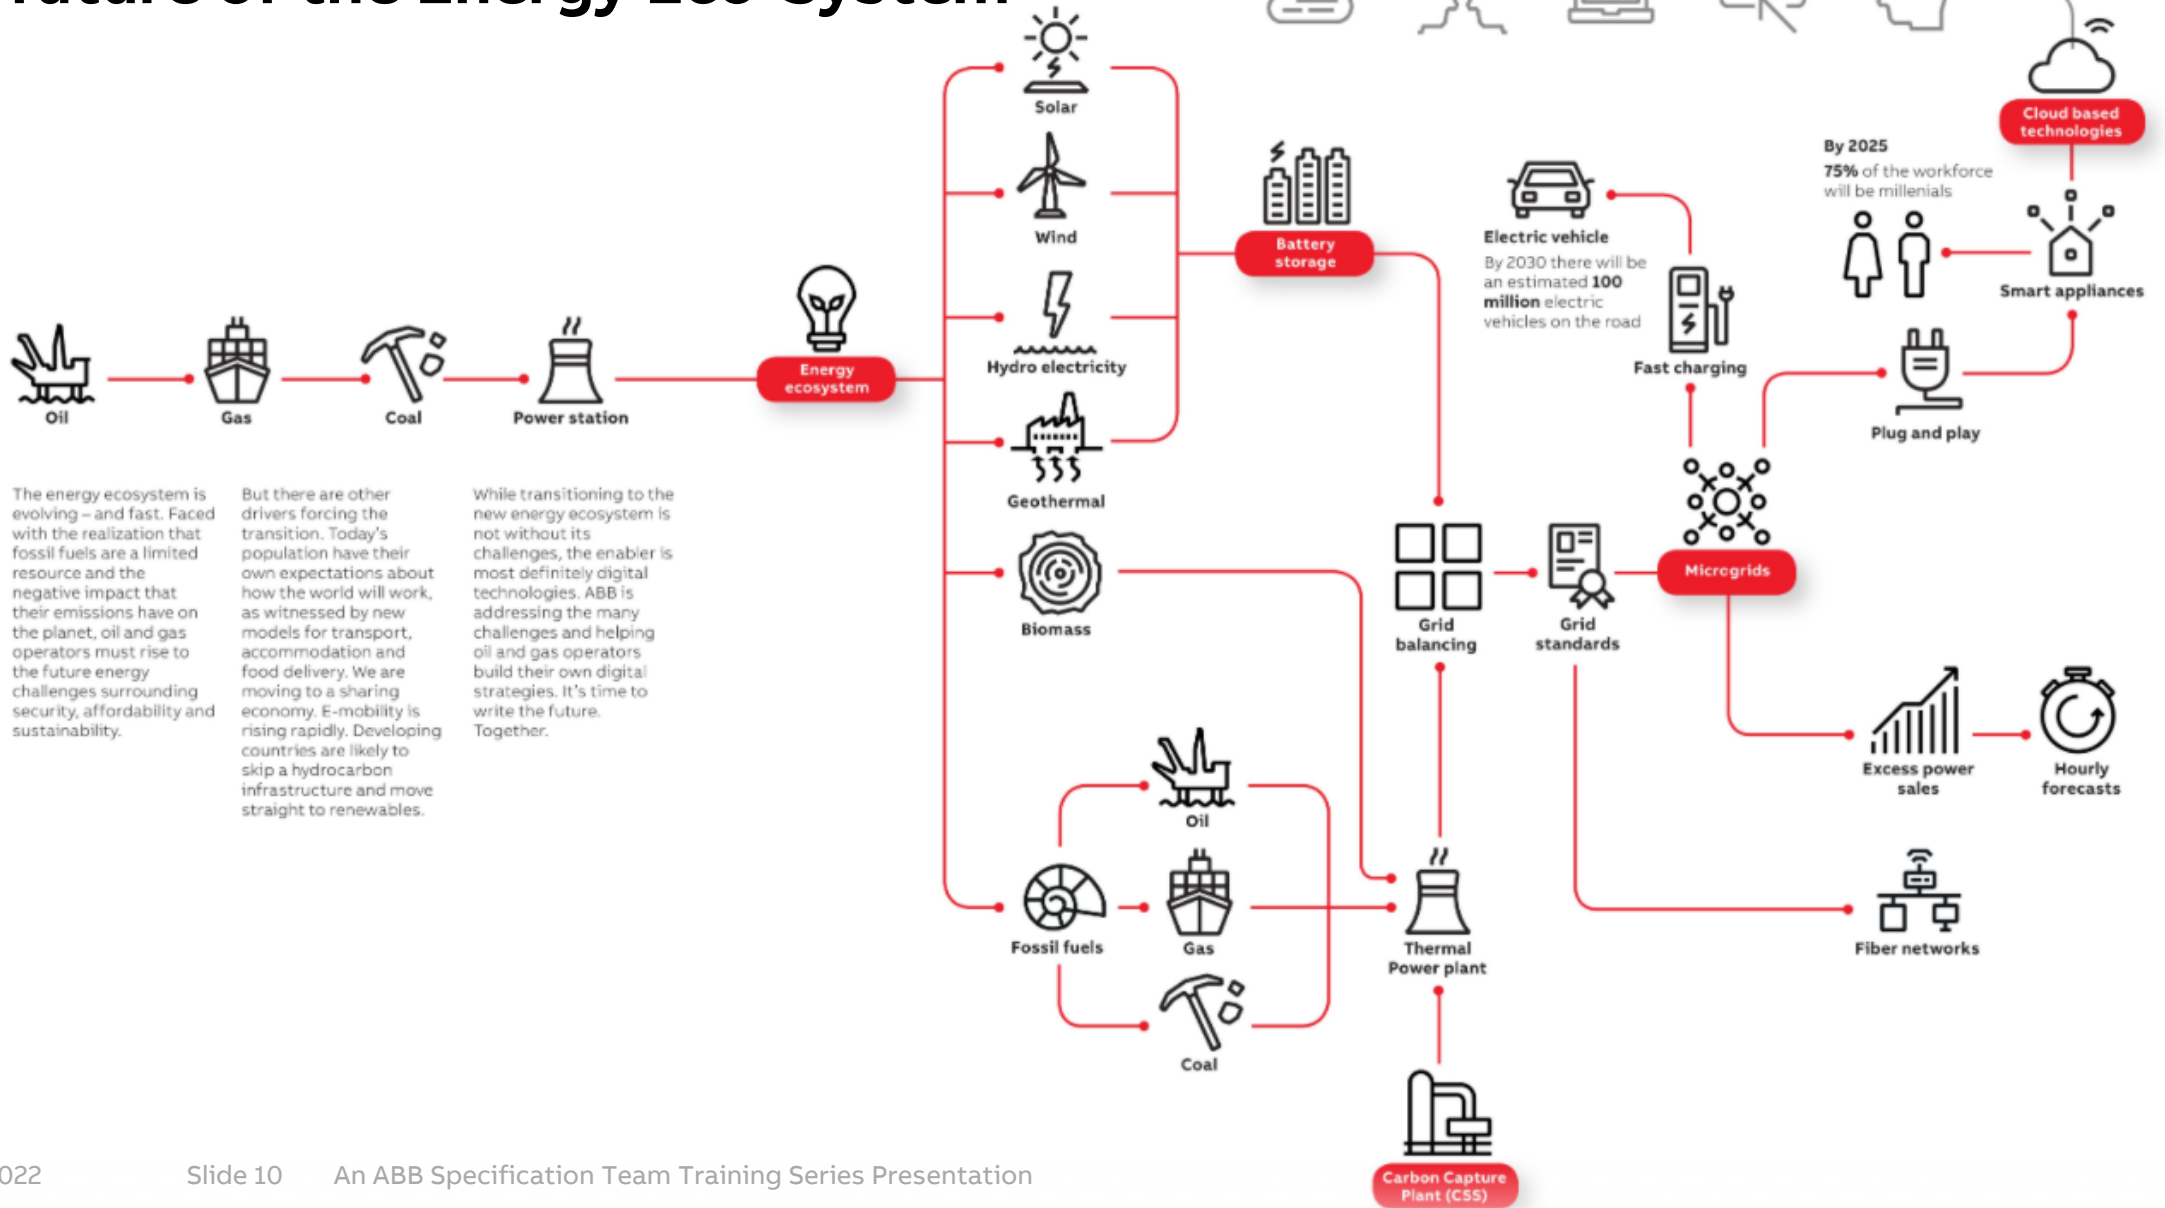 Future of the Energy Eco-System
Solar
Cloud based
technologies
By 2025
75% of the workforce
will be millenials
Wind
Battery
storage
Electric vehicle
By 2030 there will be
an estimated 100
million electric
vehicles on the road
Smart appliances
Energy
ecosystem
Hydro electricity
Fast charging
Oil
Gas
Coal
Power station
Plug and play
Geothermal
The energy ecosystem is
evolving – and fast. Faced
with the realization that
fossil fuels are a limited
resource and the
negative impact that
their emissions have on
the planet, oil and gas
operators must rise to
the future energy
challenges surrounding
security, affordability and
sustainability.
But there are other
drivers forcing the
transition. Today's
population have their
own expectations about
how the world will work,
as witnessed by new
models for transport,
accommodation and
food delivery. We are
moving to a sharing
economy. E-mobility is
rising rapidly. Developing
countries are likely to
skip a hydrocarbon
infrastructure and move
straight to renewables.
While transitioning to the
new energy ecosystem is
not without its
challenges, the enabler is
most definitely digital
technologies. ABB is
addressing the many
challenges and helping
oil and gas operators
build their own digital
strategies. It's time to
write the future.
Together.
Microgrids
Biomass
Grid
balancing
Grid
standards
Excess power
sales
Hourly
forecasts
Oil
Fossil fuels
Gas
Thermal
Power plant
Fiber networks
Coal
Carbon Capture
Plant (CSS)
022
Slide 10
An ABB Specification Team Training Series Presentation